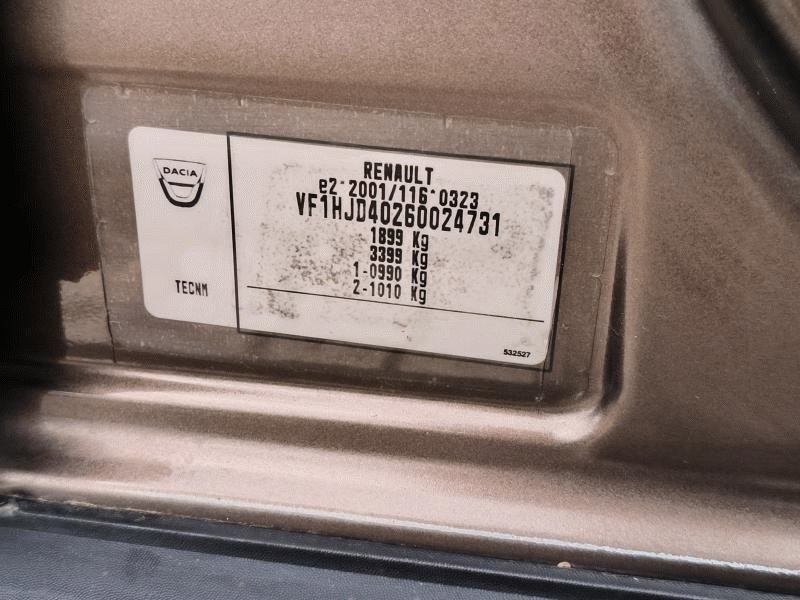 DACIA
RENAULT
e2*2001/116*0323
VF1HJD40260024731
1899 Kg
3399 Kg
1-0990 Kg
2-1010 Kg
TECNM
532527